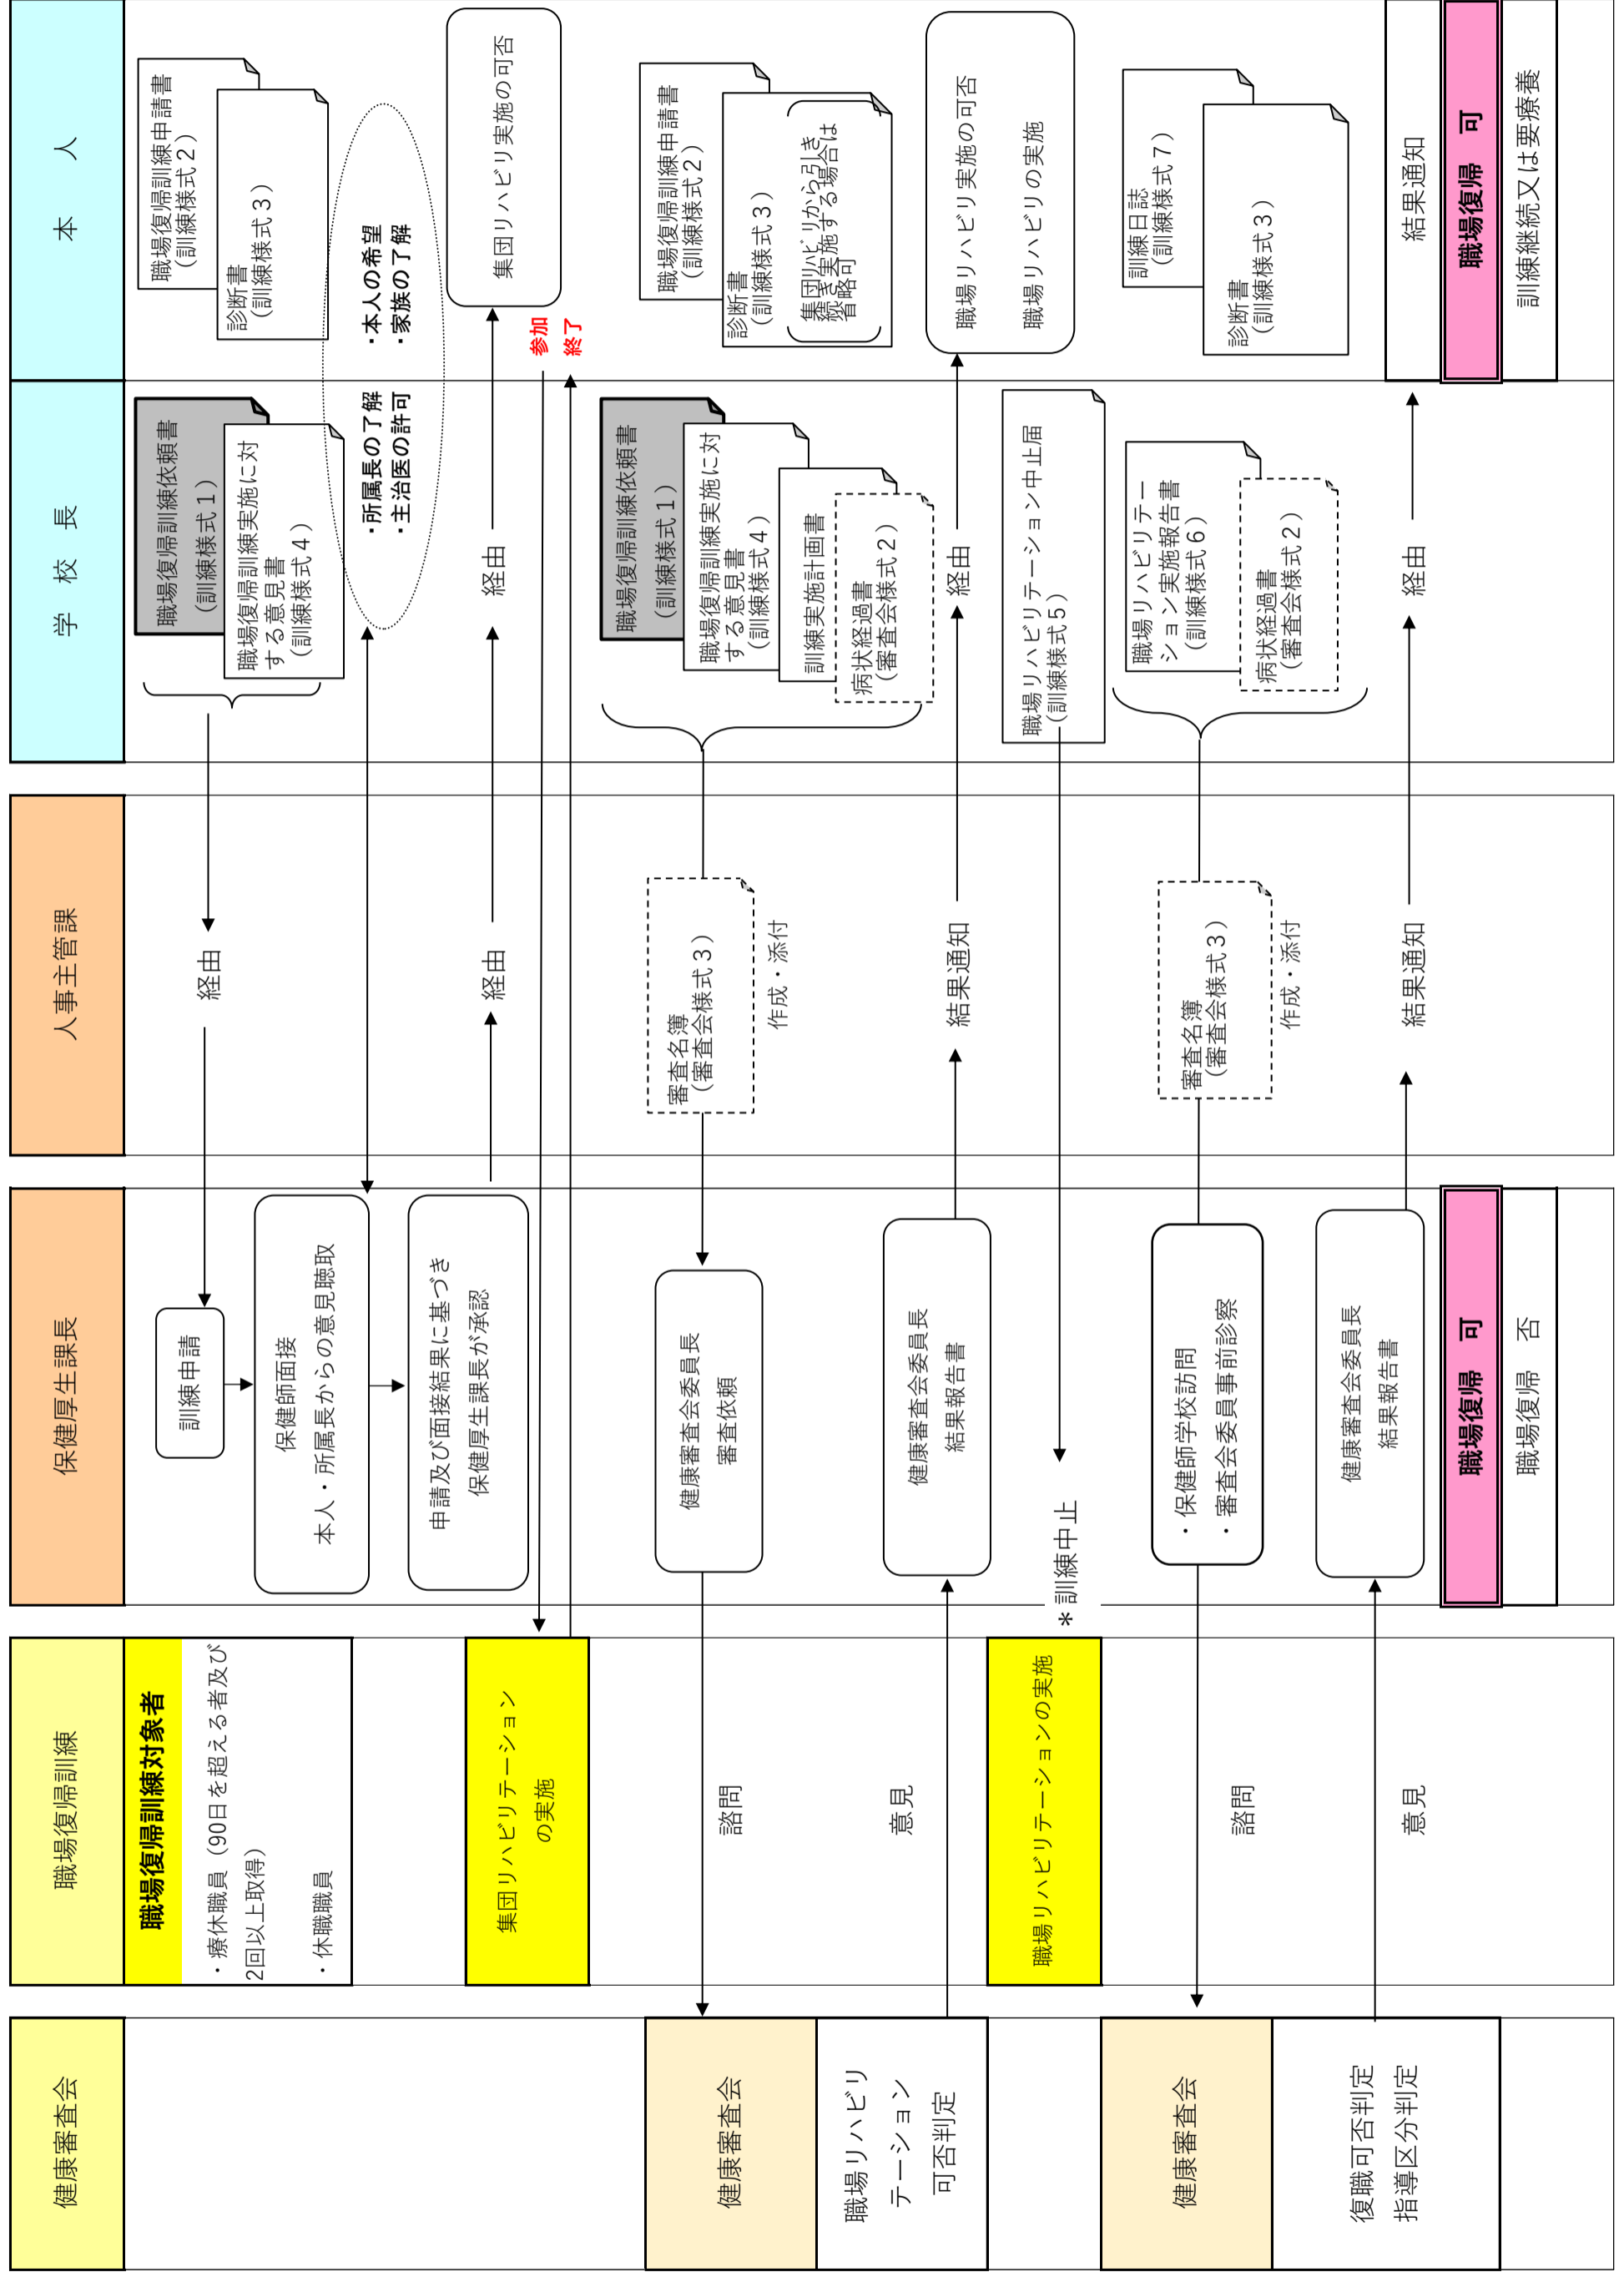 健康審査会
職場復帰訓練
保健厚生課長
人事主管課
学 校 長
本 人
職場復帰訓練対象者
・療休職員（90日を超える者及び
2回以上取得）
・休職職員
訓練申請
経由
職場復帰訓練依頼書
（訓練様式１）
職場復帰訓練実施に対
する意見書
（訓練様式４）
職場復帰訓練申請書
（訓練様式２）
診断書
（訓練様式３）
保健師面接
本人・所属長からの意見聴取
・所属長の了解
・主治医の許可
・本人の希望
・家族の了解
申請及び面接結果に基づき
保健厚生課長が承認
経由
経由
集団リハビリ実施の可否
集団リハビリテーション
の実施
参加
終了
職場復帰訓練依頼書
（訓練様式１）
職場復帰訓練実施に対
する意見書
（訓練様式４）
訓練実施計画書
病状経過書
（審査会様式２）
職場復帰訓練申請書
（訓練様式２）
診断書
（訓練様式３）
集団リハビリから引き
続き実施する場合は
省略可
審査名簿
（審査会様式３）
作成・添付
健康審査会委員長
審査依頼
諮問
健康審査会
職場リハビリ
テーション
可否判定
意見
健康審査会委員長
結果報告書
結果通知
経由
職場リハビリ実施の可否
職場リハビリの実施
職場リハビリテーションの実施
＊訓練中止
職場リハビリテーション中止届
（訓練様式５）
職場リハビリテー
ション実施報告書
（訓練様式６）
病状経過書
（審査会様式２）
訓練日誌
（訓練様式７）
診断書
（訓練様式３）
審査名簿
（審査会様式３）
作成・添付
・保健師学校訪問
・審査会委員事前診察
諮問
健康審査会
復職可否判定
指導区分判定
意見
健康審査会委員長
結果報告書
結果通知
経由
結果通知
職場復帰 可
職場復帰 可
職場復帰 否
訓練継続又は要療養